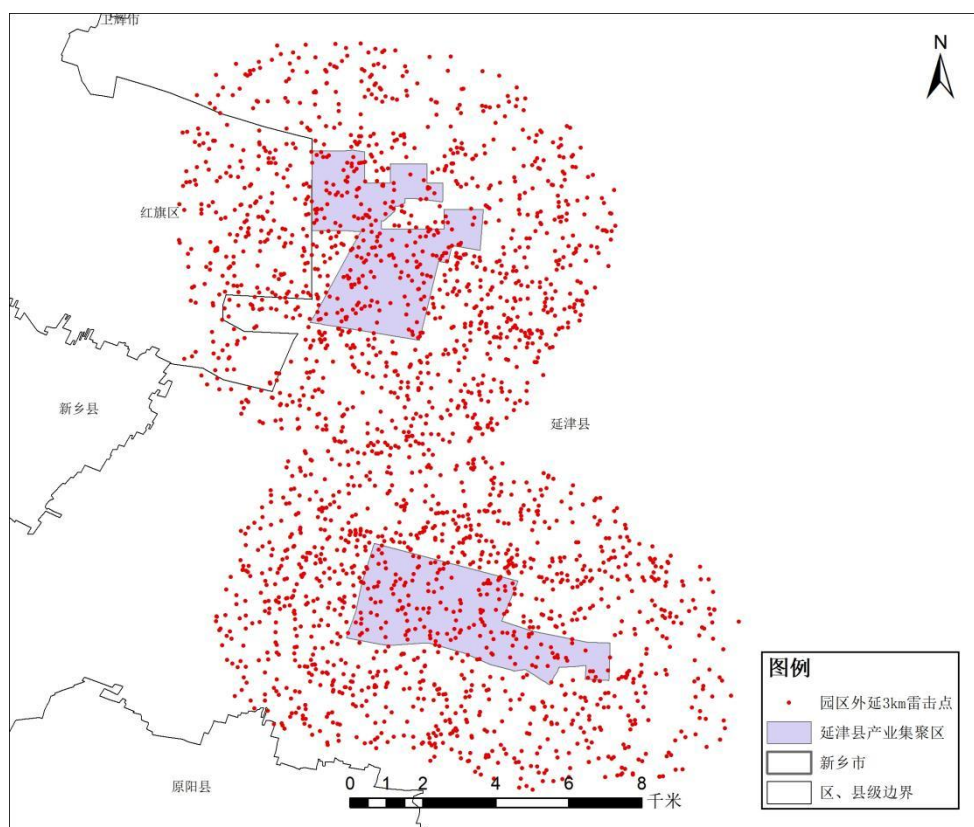 卫辉市
N
红旗区
新乡县
延津县
原阳县
0 1 2 4 6 8
千米
图例
园区外延3km雷击点
延津县产业集聚区
新乡市
区、县级边界